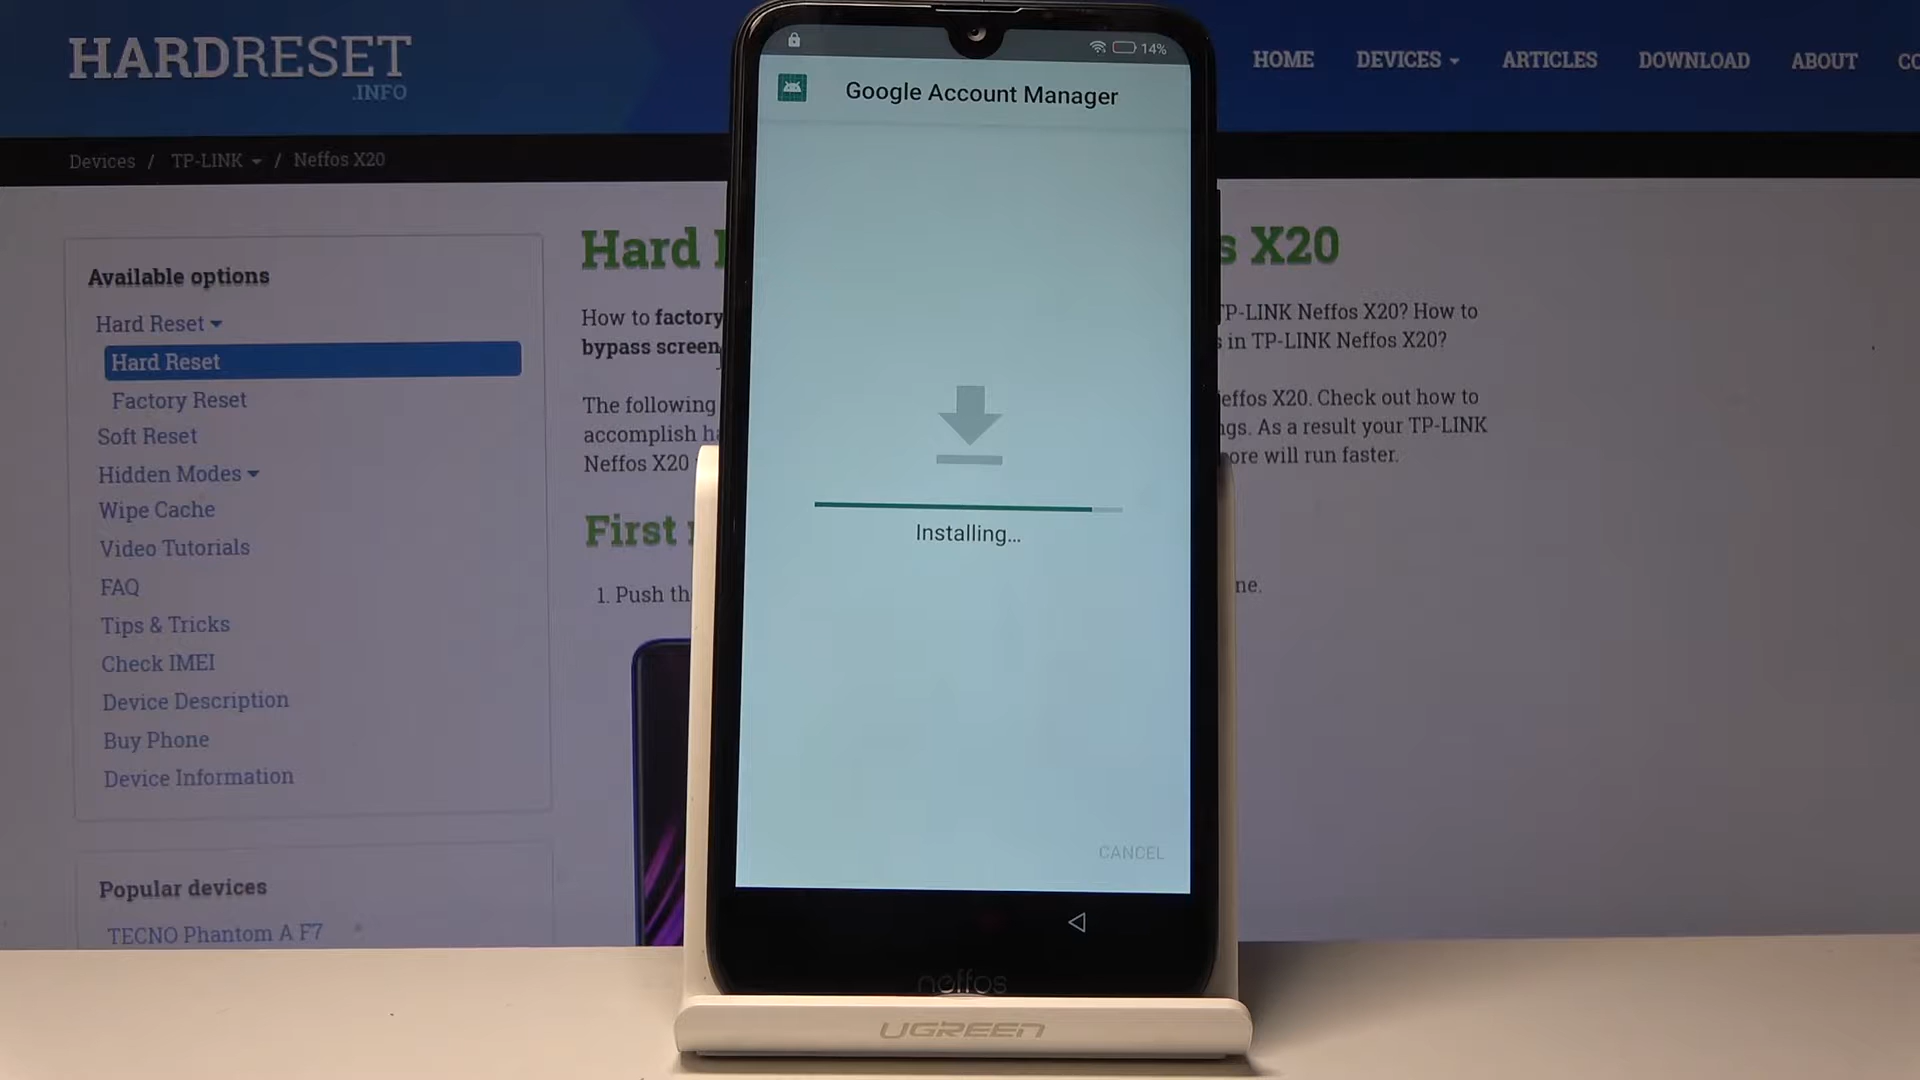 HARDRESET
.INFO
HOME DEVICES ARTICLES DOWNLOAD ABOUT
Devices / TP-LINK / Neffos X20
Available options
Hard Reset
Hard Reset
Factory Reset
Soft Reset
Hidden Modes
Wipe Cache
Video Tutorials
FAQ
Tips & Tricks
Check IMEI
Device Description
Buy Phone
Device Information
Popular devices
TECNO Phantom A F7
Hard
s X20
How to factory
TP-LINK Neffos X20? How to
bypass screen
s in TP-LINK Neffos X20?
The following
effos X20. Check out how to
accomplish
ngs. As a result your TP-LINK
Neffos X20
ore will run faster.
First
1. Push th
ne.
14%
Google Account Manager
Installing...
CANCEL
neffos
UGREEN